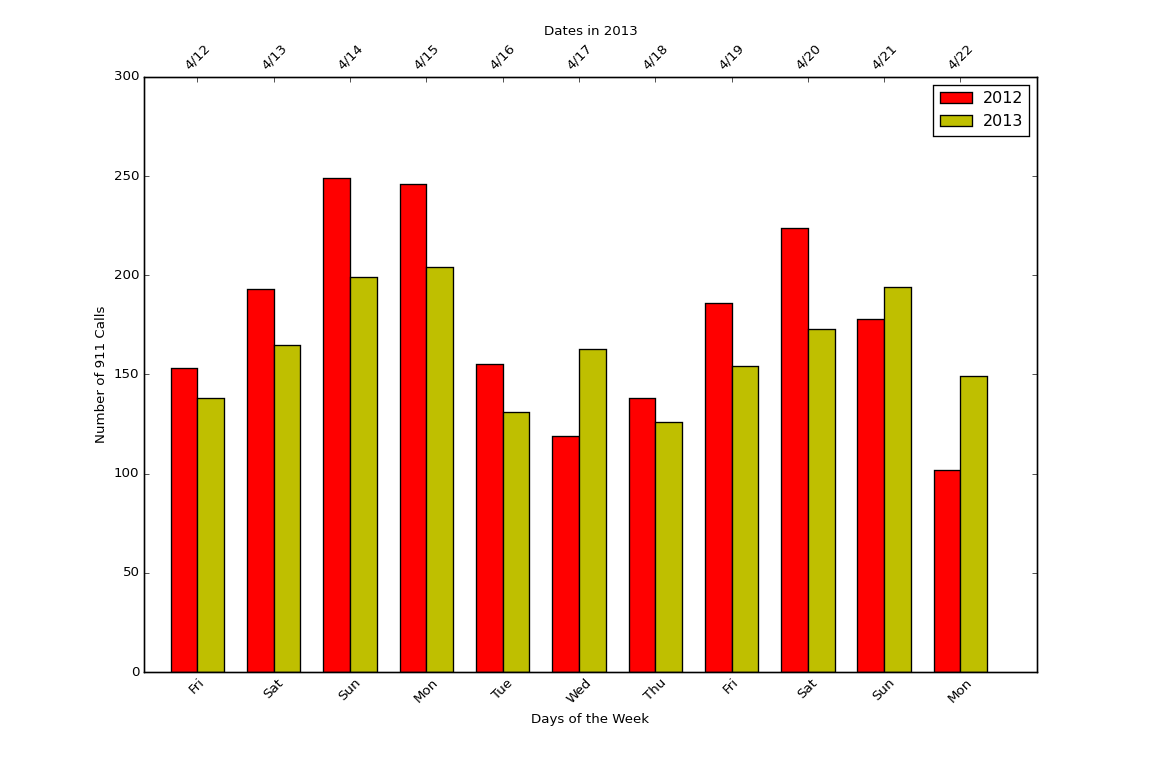 Dates in 2013
4/12 4/13 4/14 4/15 4/16 4/17 4/18 4/19 4/20 4/21 4/22
2012
2013
300
250
200
150
100
50
0
Number of 911 Calls
Fri Sat Sun Mon Tue Wed Thu Fri Sat Sun Mon
Days of the Week